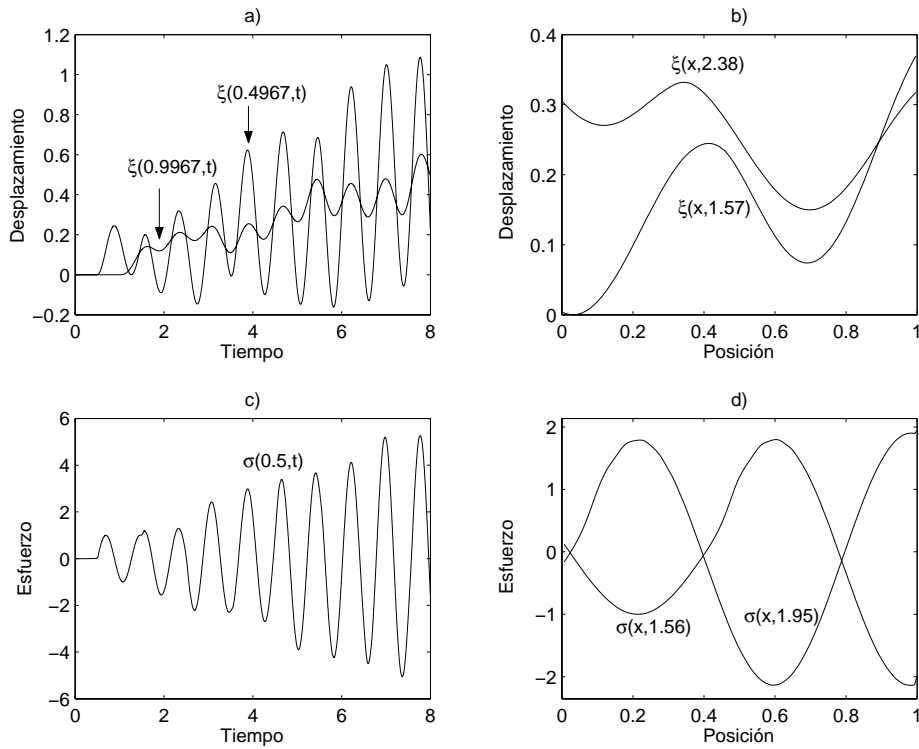 a)
1.2
1
0.8
0.6
0.4
0.2
0
−0.2
0
2
4
6
8
Desplazamiento
Tiempo
ξ(0.4967,t)
ξ(0.9967,t)
b)
0.4
0.3
0.2
0.1
0
0
0.2
0.4
0.6
0.8
1
Desplazamiento
Posición
ξ(x,2.38)
ξ(x,1.57)
c)
6
4
2
0
−2
−4
−6
0
2
4
6
8
Esfuerzo
Tiempo
σ(0.5,t)
d)
2
1
0
−1
−2
0
0.2
0.4
0.6
0.8
1
Esfuerzo
Posición
σ(x,1.56)
σ(x,1.95)